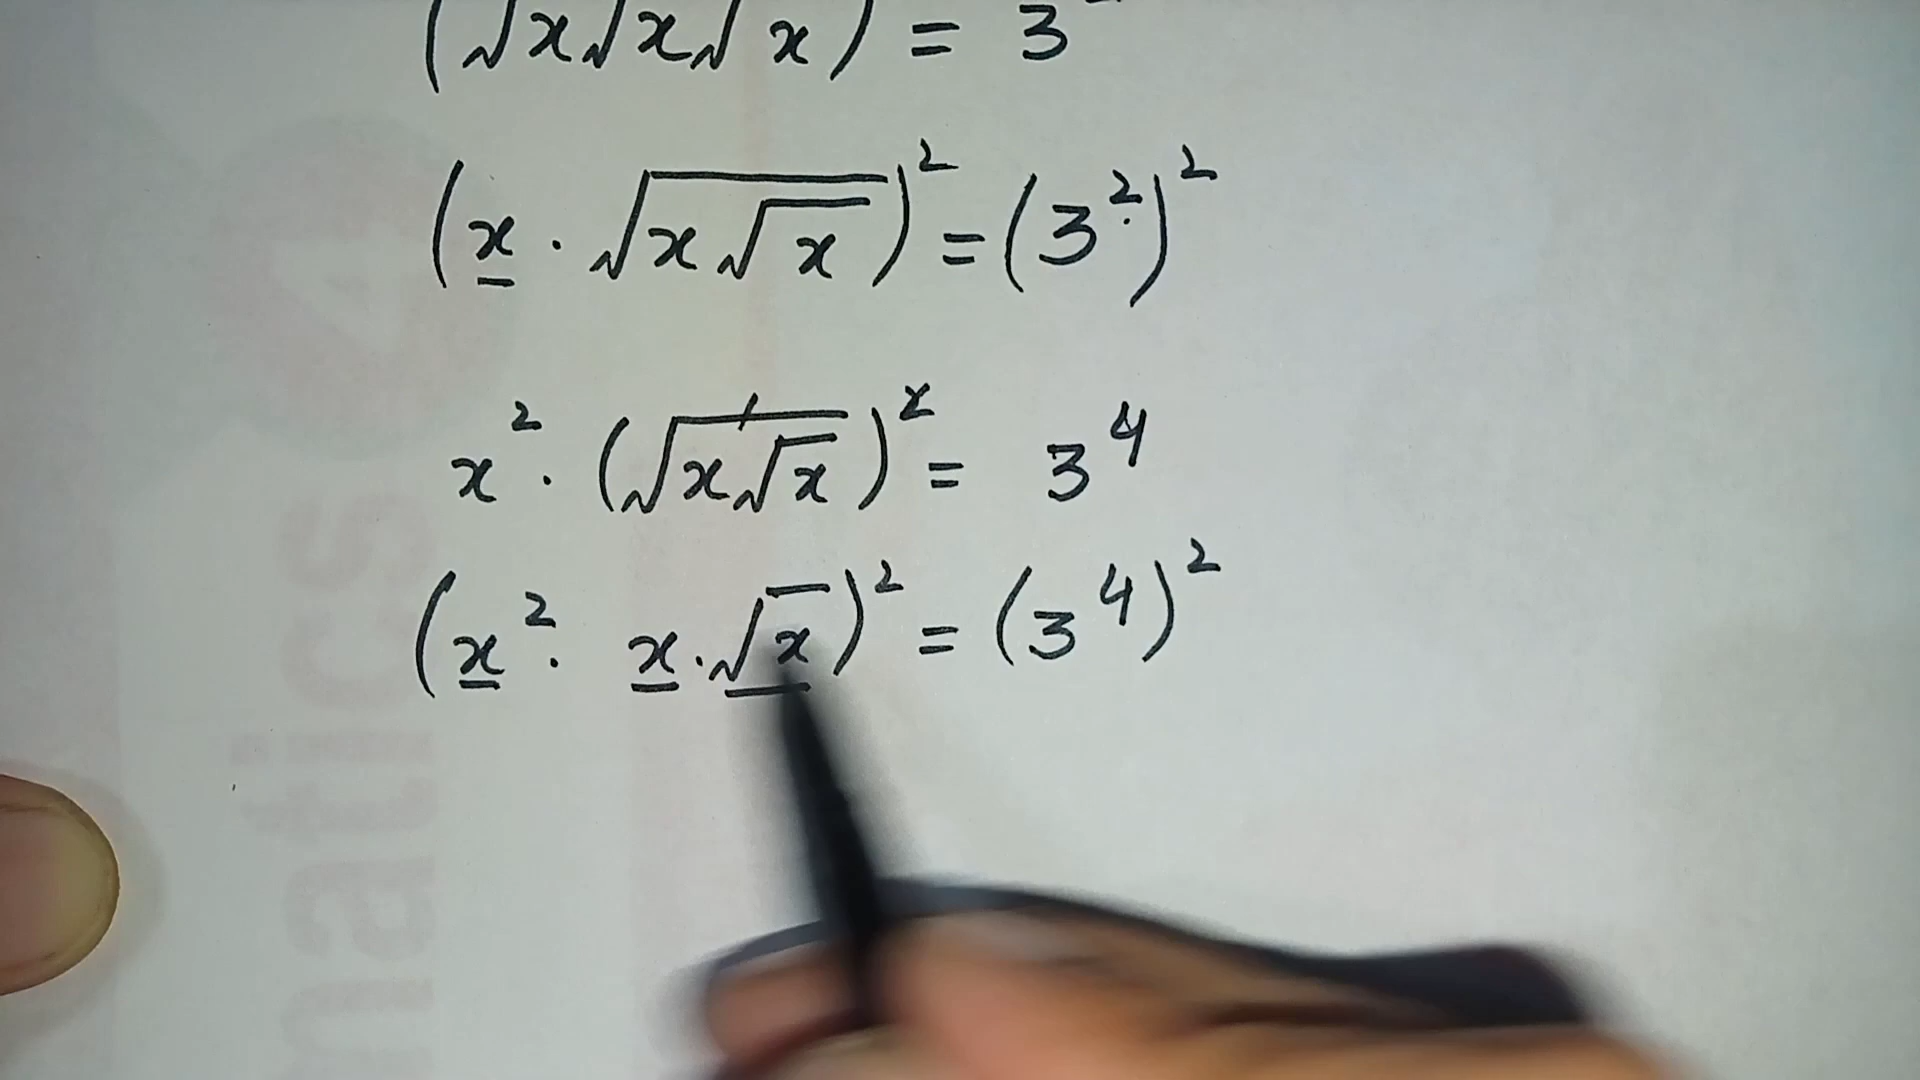 (√x√x√x) = 3
(x · √x√x)² = (3²)²
x² · (√x√x)² = 3⁴
(x² · x · √x)² = (3⁴)²